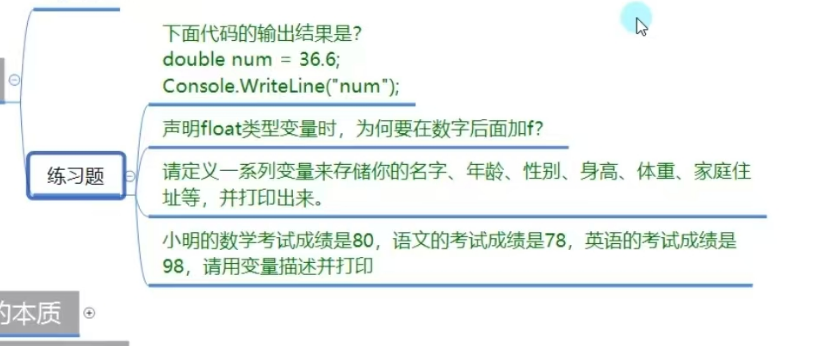 下面代码的输出结果是?
double num = 36.6;
Console.WriteLine("num");
声明float类型变量时，为何要在数字后面加f?
练习题
请定义一系列变量来存储你的名字、年龄、性别、身高、体重、家庭住
址等，并打印出来。
小明的数学考试成绩是80，语文的考试成绩是78，英语的考试成绩是
98，请用变量描述并打印
的本质